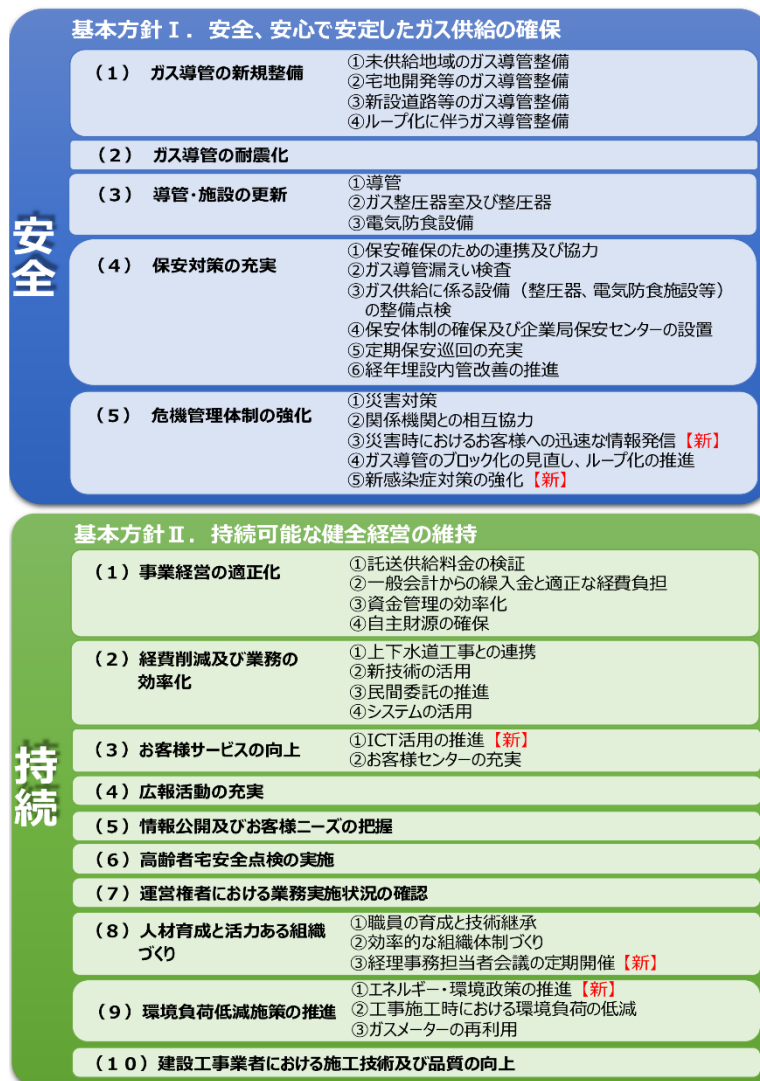 基本方針Ⅰ．安全、安心で安定したガス供給の確保
安全
（１） ガス導管の新規整備
①未供給地域のガス導管整備
②宅地開発等のガス導管整備
③新設道路等のガス導管整備
④ループ化に伴うガス導管整備
（２） ガス導管の耐震化
（３） 導管・施設の更新
①導管
②ガス整圧器室及び整圧器
③電気防食設備
（４） 保安対策の充実
①保安確保のための連携及び協力
②ガス導管漏えい検査
③ガス供給に係る設備（整圧器、電気防食施設等）
の整備点検
④保安体制の確保及び企業局保安センターの設置
⑤定期保安巡回の充実
⑥経年埋設内管改善の推進
（５） 危機管理体制の強化
①災害対策
②関係機関との相互協力
③災害時におけるお客様への迅速な情報発信【新】
④ガス導管のブロック化の見直し、ループ化の推進
⑤新感染症対策の強化【新】
基本方針Ⅱ．持続可能な健全経営の維持
持続
（１）事業経営の適正化
①託送供給料金の検証
②一般会計からの繰入金と適正な経費負担
③資金管理の効率化
④自主財源の確保
（２）経費削減及び業務の
効率化
①上下水道工事との連携
②新技術の活用
③民間委託の推進
④システムの活用
（３）お客様サービスの向上
①ICT活用の推進【新】
②お客様センターの充実
（４）広報活動の充実
（５）情報公開及びお客様ニーズの把握
（６）高齢者宅安全点検の実施
（７）運営権者における業務実施状況の確認
（８）人材育成と活力ある組織
づくり
①職員の育成と技術継承
②効率的な組織体制づくり
③経理事務担当者会議の定期開催【新】
（９）環境負荷低減施策の推進
①エネルギー・環境政策の推進【新】
②工事施工時における環境負荷の低減
③ガスメーターの再利用
（１０）建設工事業者における施工技術及び品質の向上